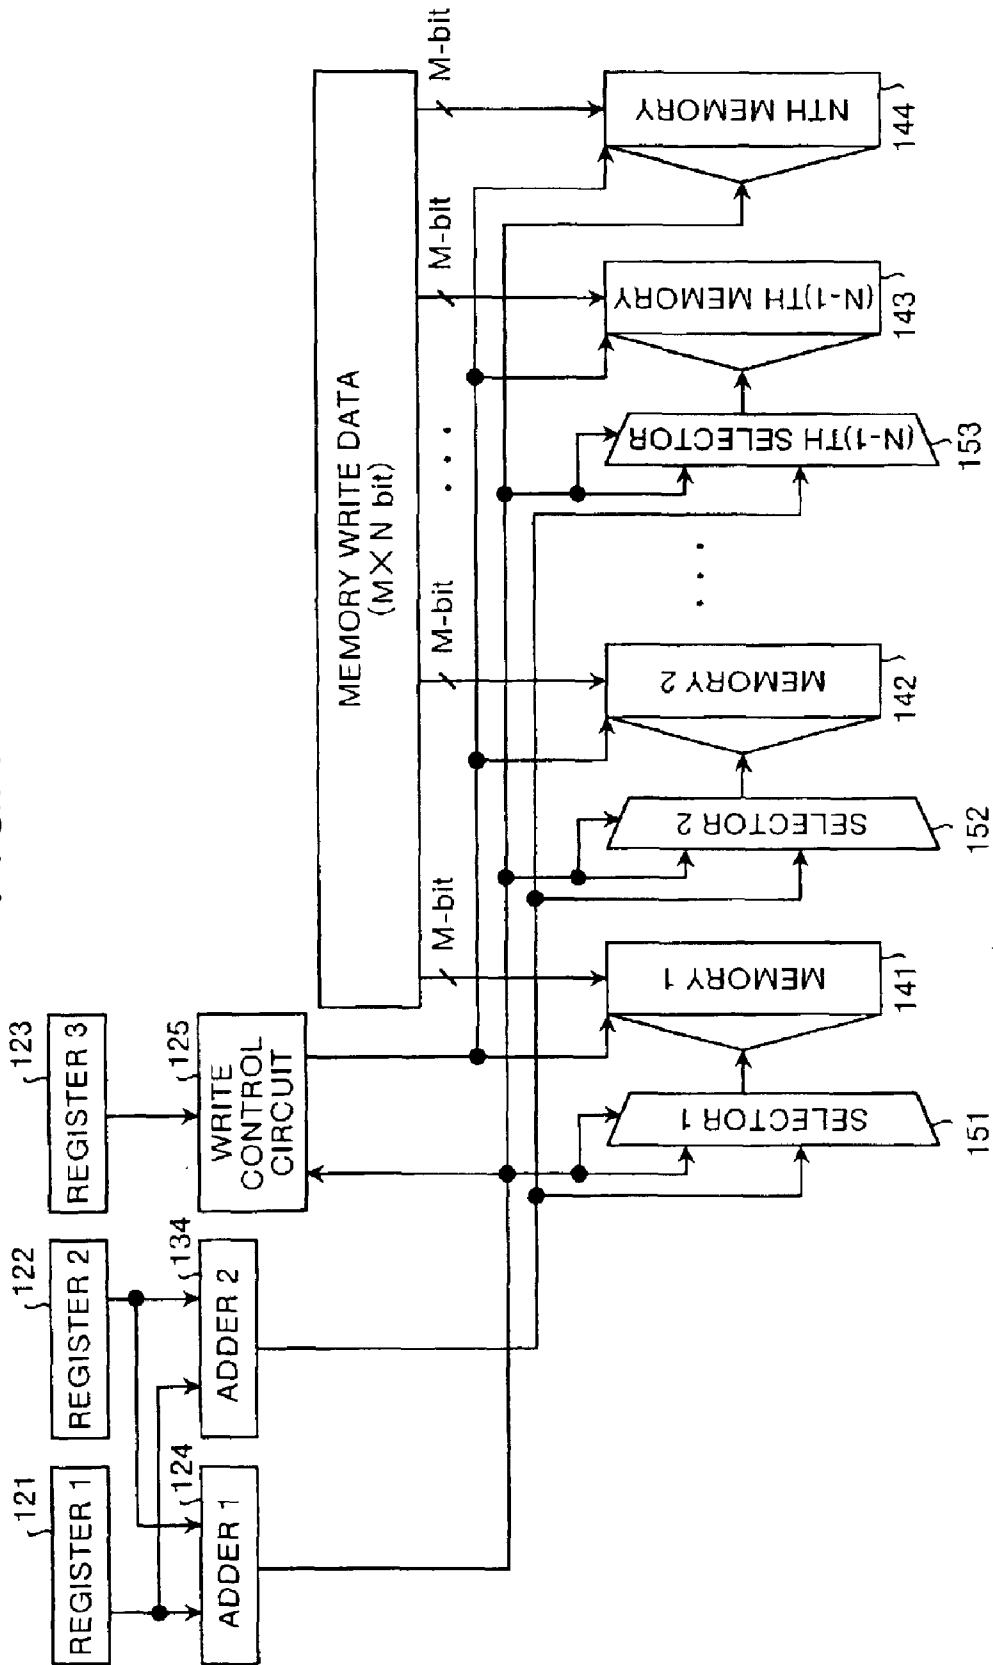 121
REGISTER 1
122
REGISTER 2
123
REGISTER 3
124
ADDER 1
134
ADDER 2
125
WRITE
CONTROL
CIRCUIT
MEMORY WRITE DATA
(M×N bit)
M-bit
M-bit
....
M-bit
M-bit
SELECTOR 1
151
MEMORY 1
141
SELECTOR 2
152
MEMORY 2
142
...
(N-1)TH SELECTOR
153
(N-1)TH MEMORY
143
NTH MEMORY
144